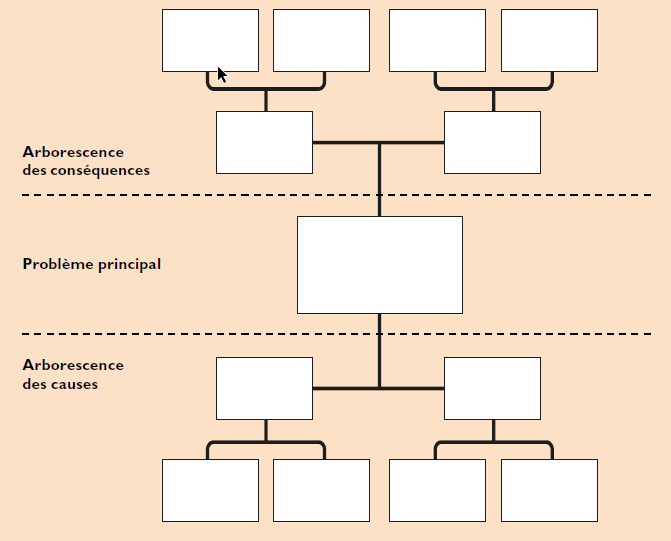 Arborescence
des conséquences
Problème principal
Arborescence
des causes